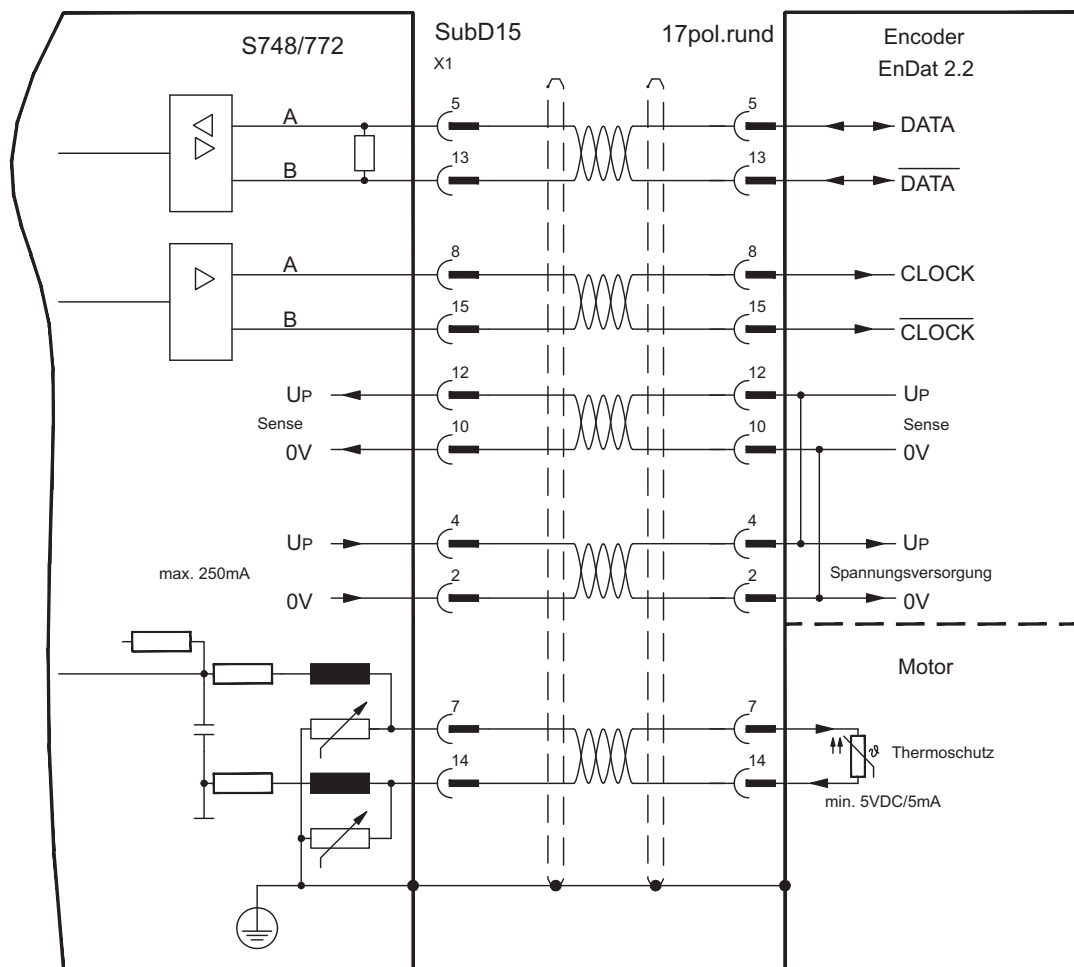 S748/772
SubD15
17pol.rund
Encoder
EnDat 2.2
X1
A
5
5
DATA
B
13
13
DATA
A
8
8
CLOCK
B
15
15
CLOCK
UP
12
12
UP
Sense
Sense
0V
10
10
0V
UP
4
4
UP
max. 250mA
Spannungsversorgung
0V
2
2
0V
Motor
7
7
ϑ Thermoschutz
14
14
min. 5VDC/5mA